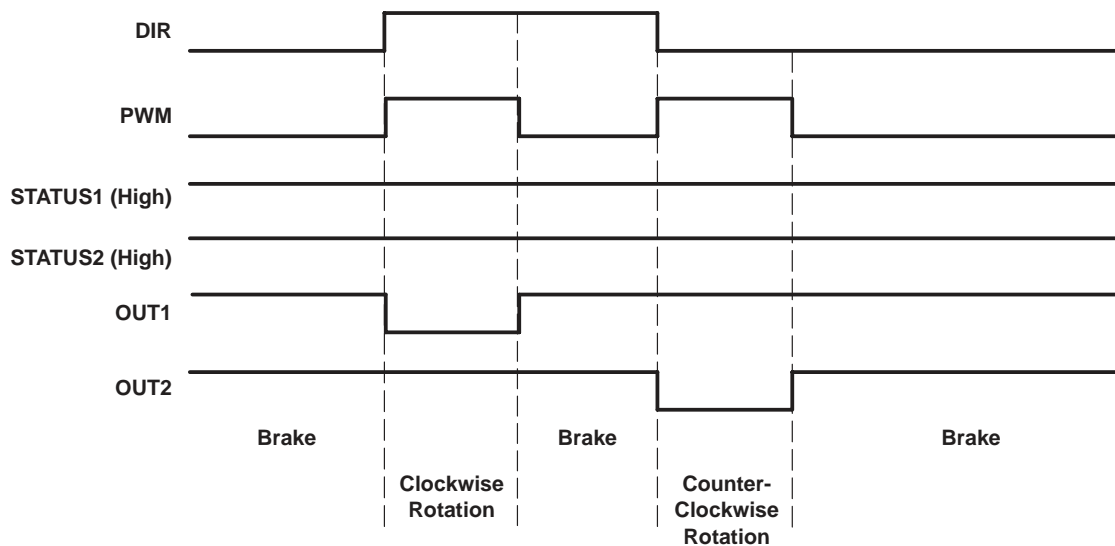 DIR
PWM
STATUS1 (High)
STATUS2 (High)
OUT1
OUT2
Brake
Brake
Brake
Clockwise
Rotation
Counter-
Clockwise
Rotation